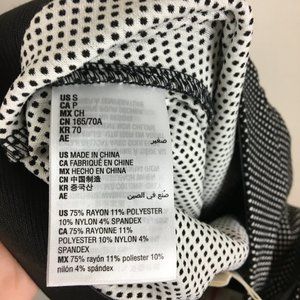 US S
CA P
MX CH
CN 165/70A
KR 70
AE صغير
US MADE IN CHINA
CA FABRIQUÉ EN CHINE
MX HECHO EN CHINA
CN 中国制造
KR 중국산
AE صنع في الصين
US 75% RAYON 11% POLYESTER
10% NYLON 4% SPANDEX
CA 75% RAYONNE 11%
POLYESTER 10% NYLON 4%
SPANDEX
MX 75% rayón 11% poliéster 10%
nilón 4% spándex